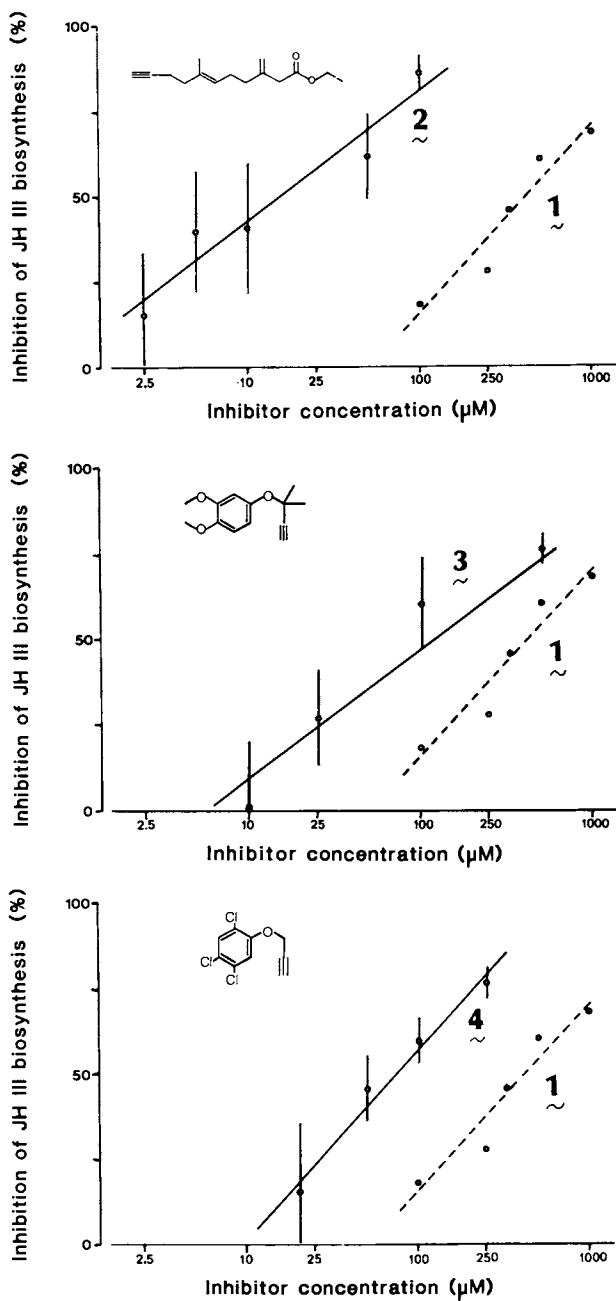 Inhibition of JH III biosynthesis (%)
100
50
0
O
O
2
1
2.5
·10
25
100
250
1000
Inhibitor concentration (μM)
Inhibition of JH III biosynthesis (%)
100
50
0
O
O
O
3
1
2.5
10
25
100
250
1000
Inhibitor concentration (μM)
Inhibition of JH III biosynthesis (%)
100
50
0
Cl
O
Cl
Cl
4
1
2.5
10
25
100
250
1000
Inhibitor concentration (μM)